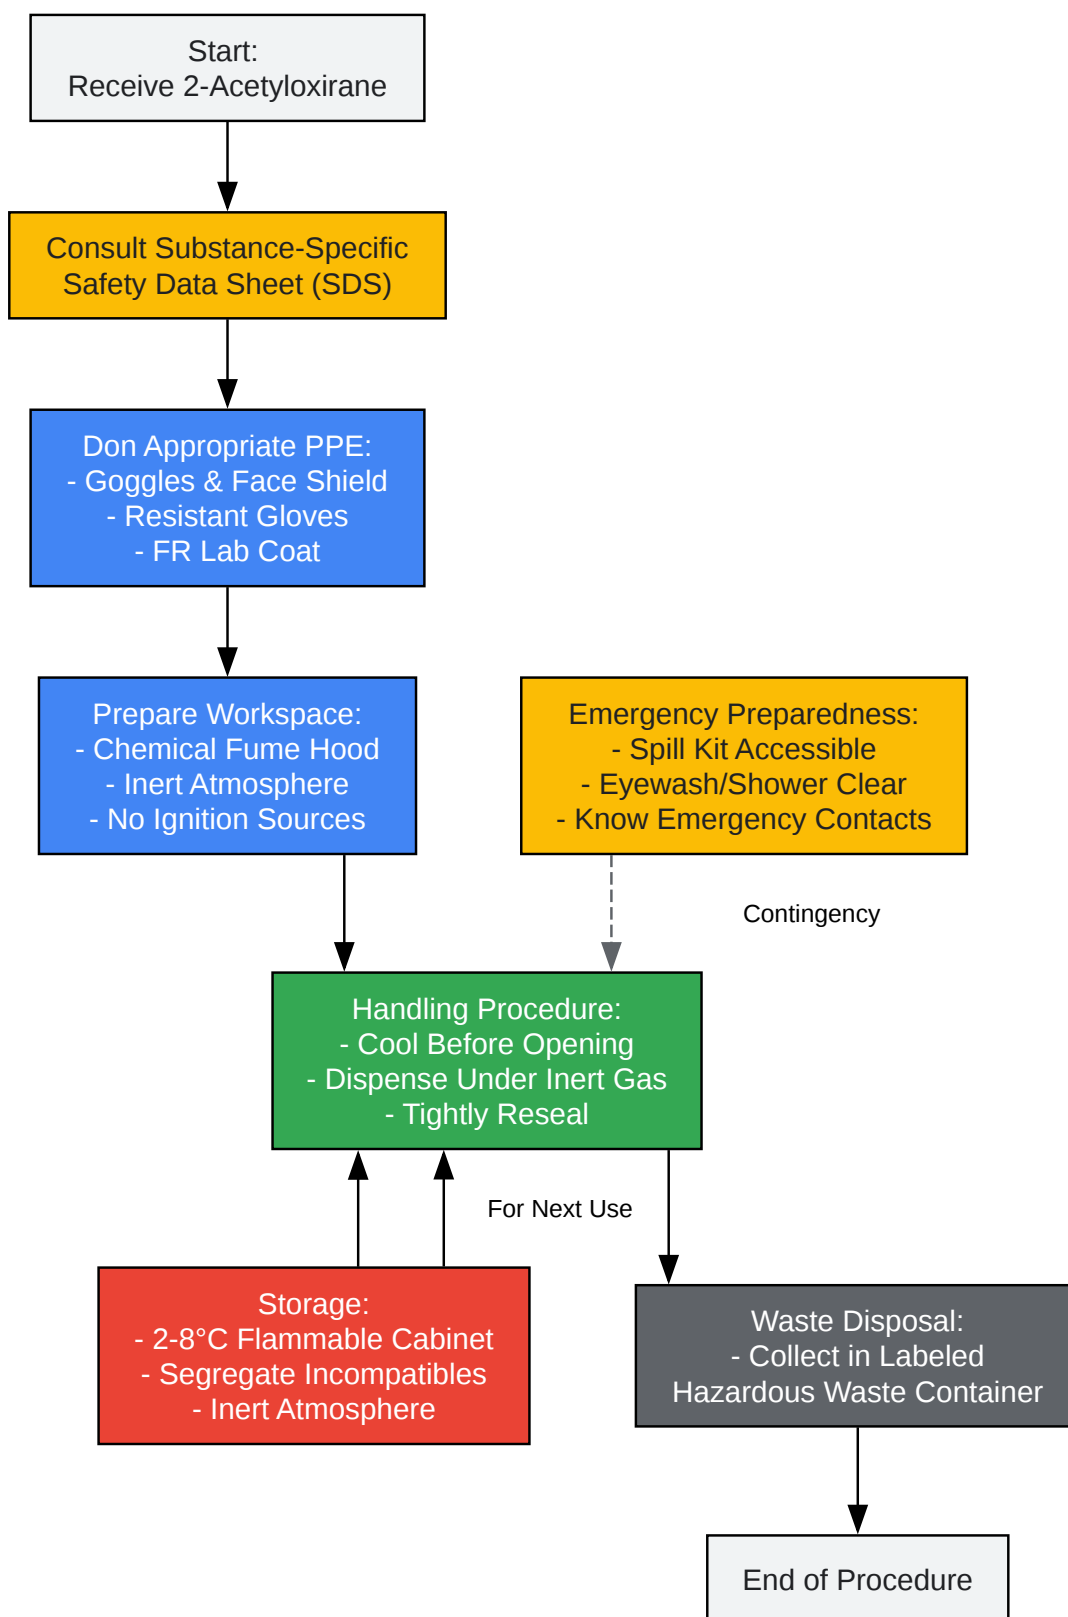 Start:
Receive 2-Acetyloxirane
Consult Substance-Specific
Safety Data Sheet (SDS)
Don Appropriate PPE:
- Goggles & Face Shield
- Resistant Gloves
- FR Lab Coat
Prepare Workspace:
- Chemical Fume Hood
- Inert Atmosphere
- No Ignition Sources
Emergency Preparedness:
- Spill Kit Accessible
- Eyewash/Shower Clear
- Know Emergency Contacts
Contingency
Handling Procedure:
- Cool Before Opening
- Dispense Under Inert Gas
- Tightly Reseal
For Next Use
Storage:
- 2-8°C Flammable Cabinet
- Segregate Incompatibles
- Inert Atmosphere
Waste Disposal:
- Collect in Labeled
Hazardous Waste Container
End of Procedure